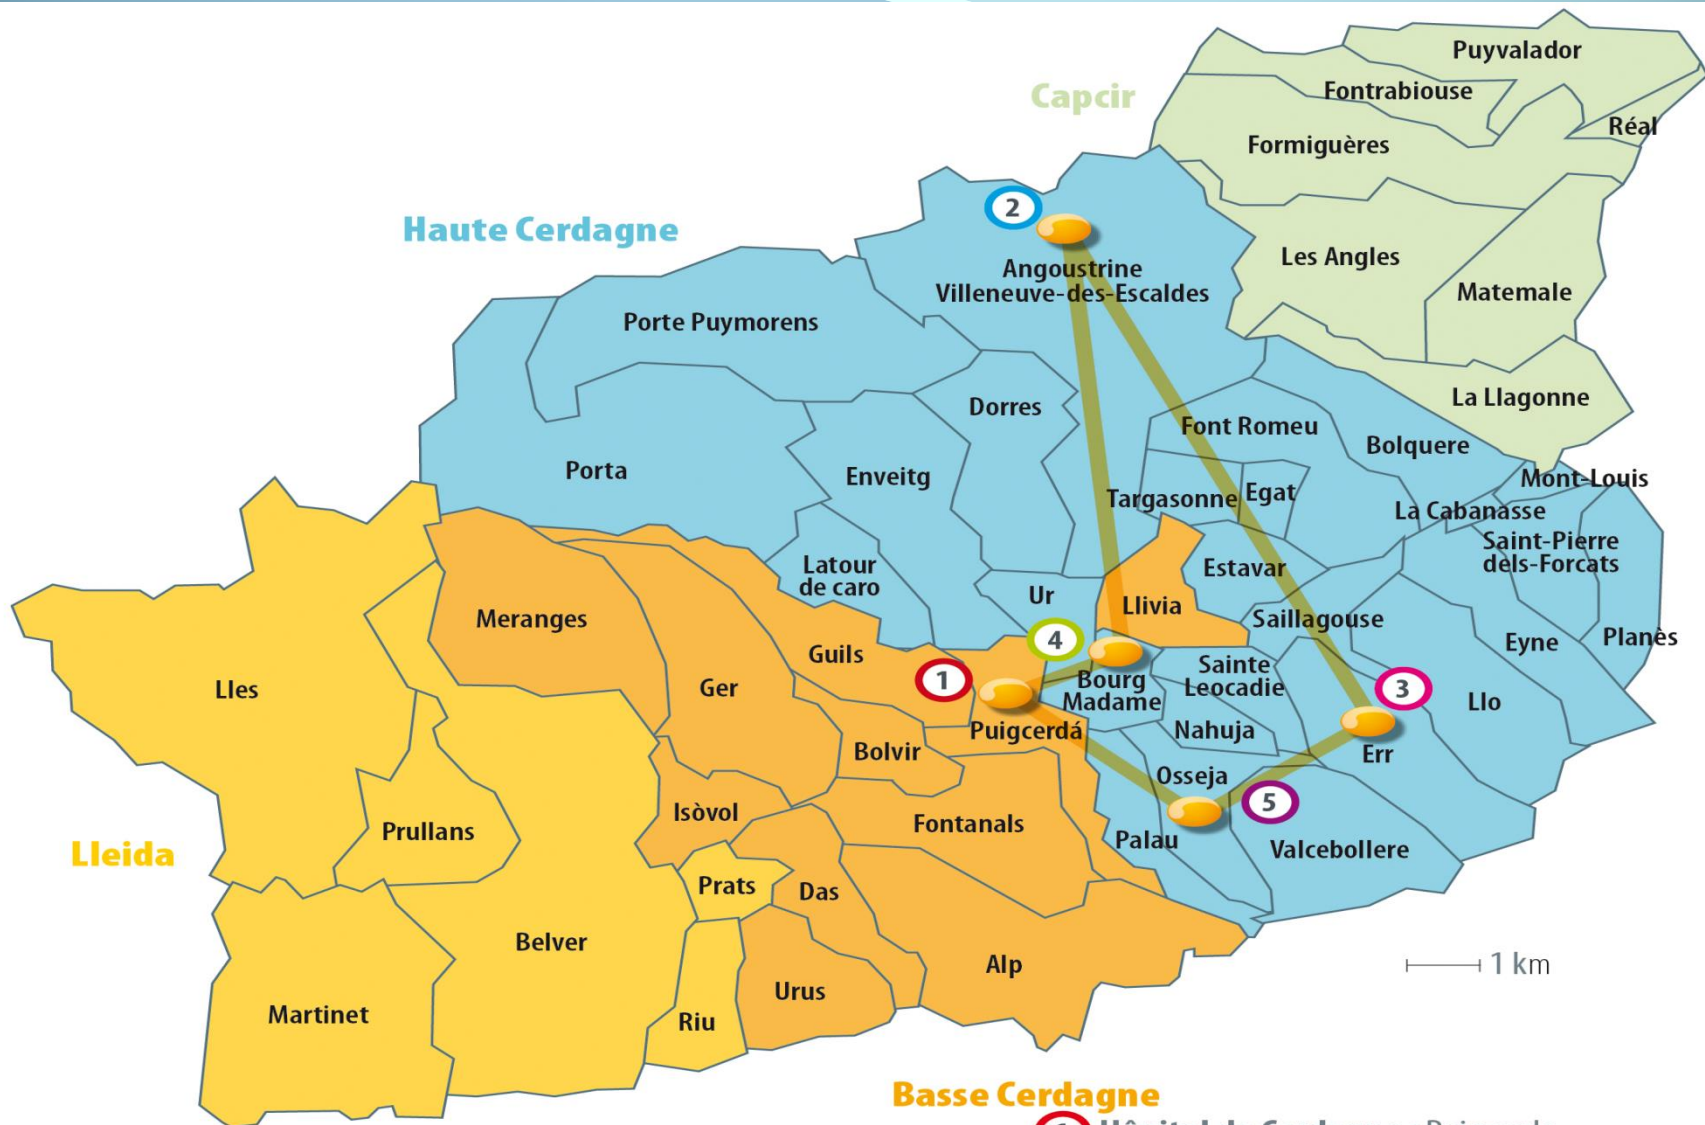 Puyvalador
Capcir
Fontrabiouse
Réal
Formiguères
2
Haute Cerdagne
Les Angles
Angoustrine
Villeneuve-des-Escaldes
Matemale
Porte Puymorens
La Llagonne
Dorres
Font Romeu
Bolquere
Porta
Enveitg
Mont-Louis
Targasonne
Egat
La Cabanasse
Saint-Pierre
dels-Forcats
Latour
de caro
Estavar
Ur
Llivia
Meranges
Saillagouse
4
Eyne
Planès
Guils
Sainte
Leocadie
1
Bourg
Madame
3
Lles
Ger
Llo
Puigcerdá
Nahuja
Bolvir
Err
Osseja
5
Isòvol
Fontanals
Prullans
Palau
Valcebollere
Lleida
Prats
Das
Belver
Alp
1 km
Urus
Martinet
Riu
Basse Cerdagne